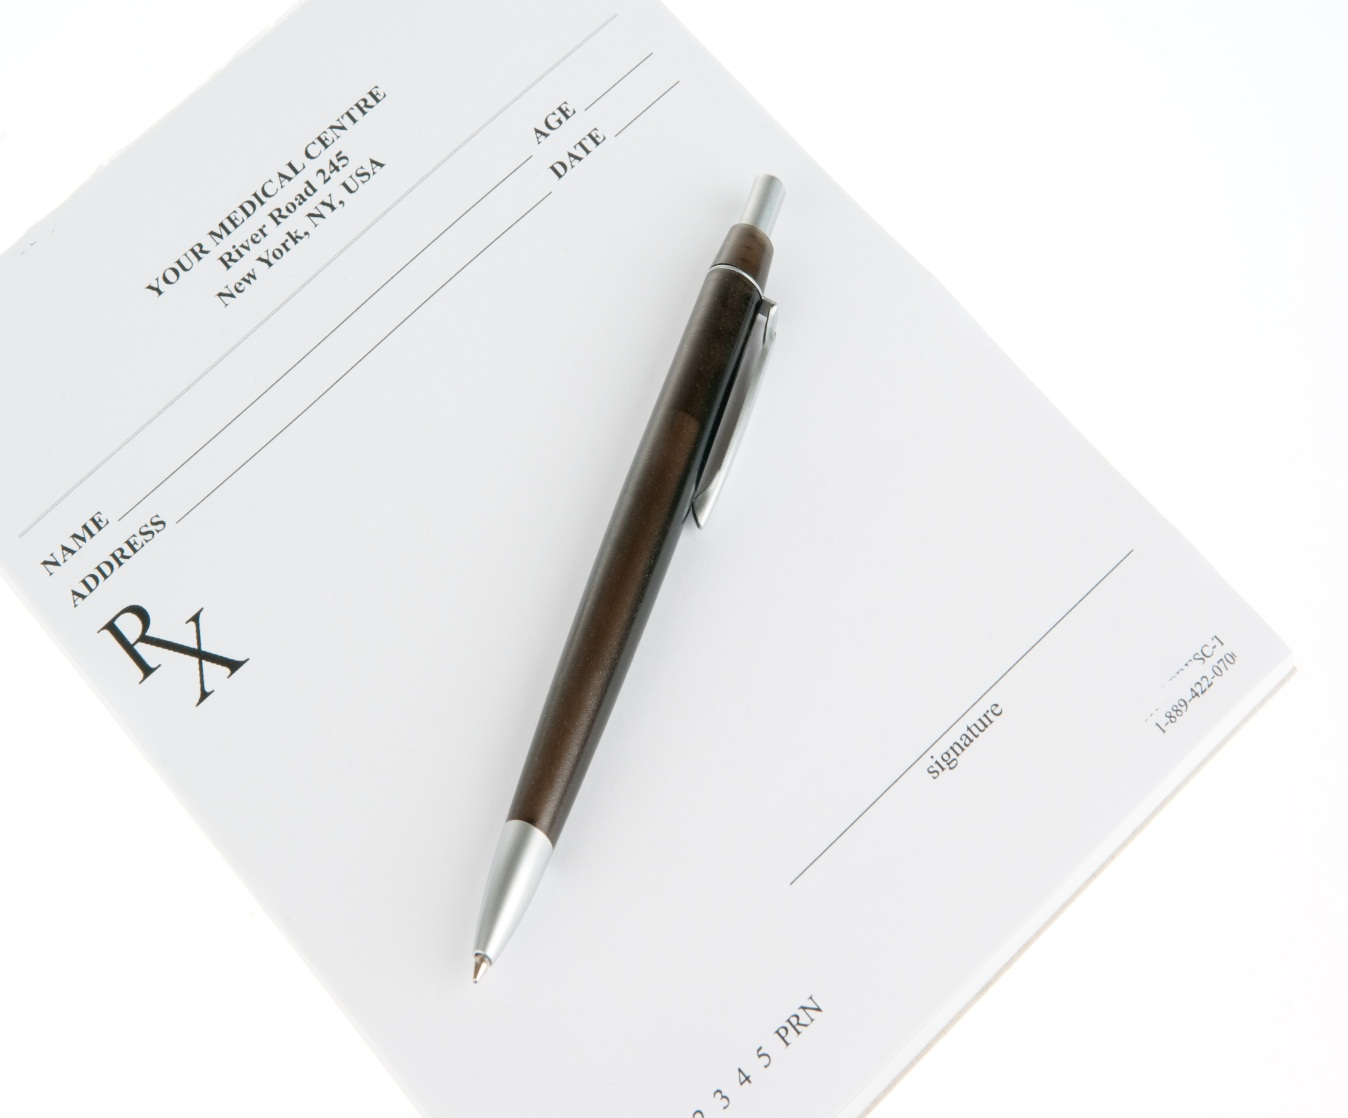 YOUR MEDICAL CENTRE
River Road 245
New York, NY, USA
NAME AGE
ADDRESS DATE
Rx
signature
3 4 5 PRN
1-889-422-070